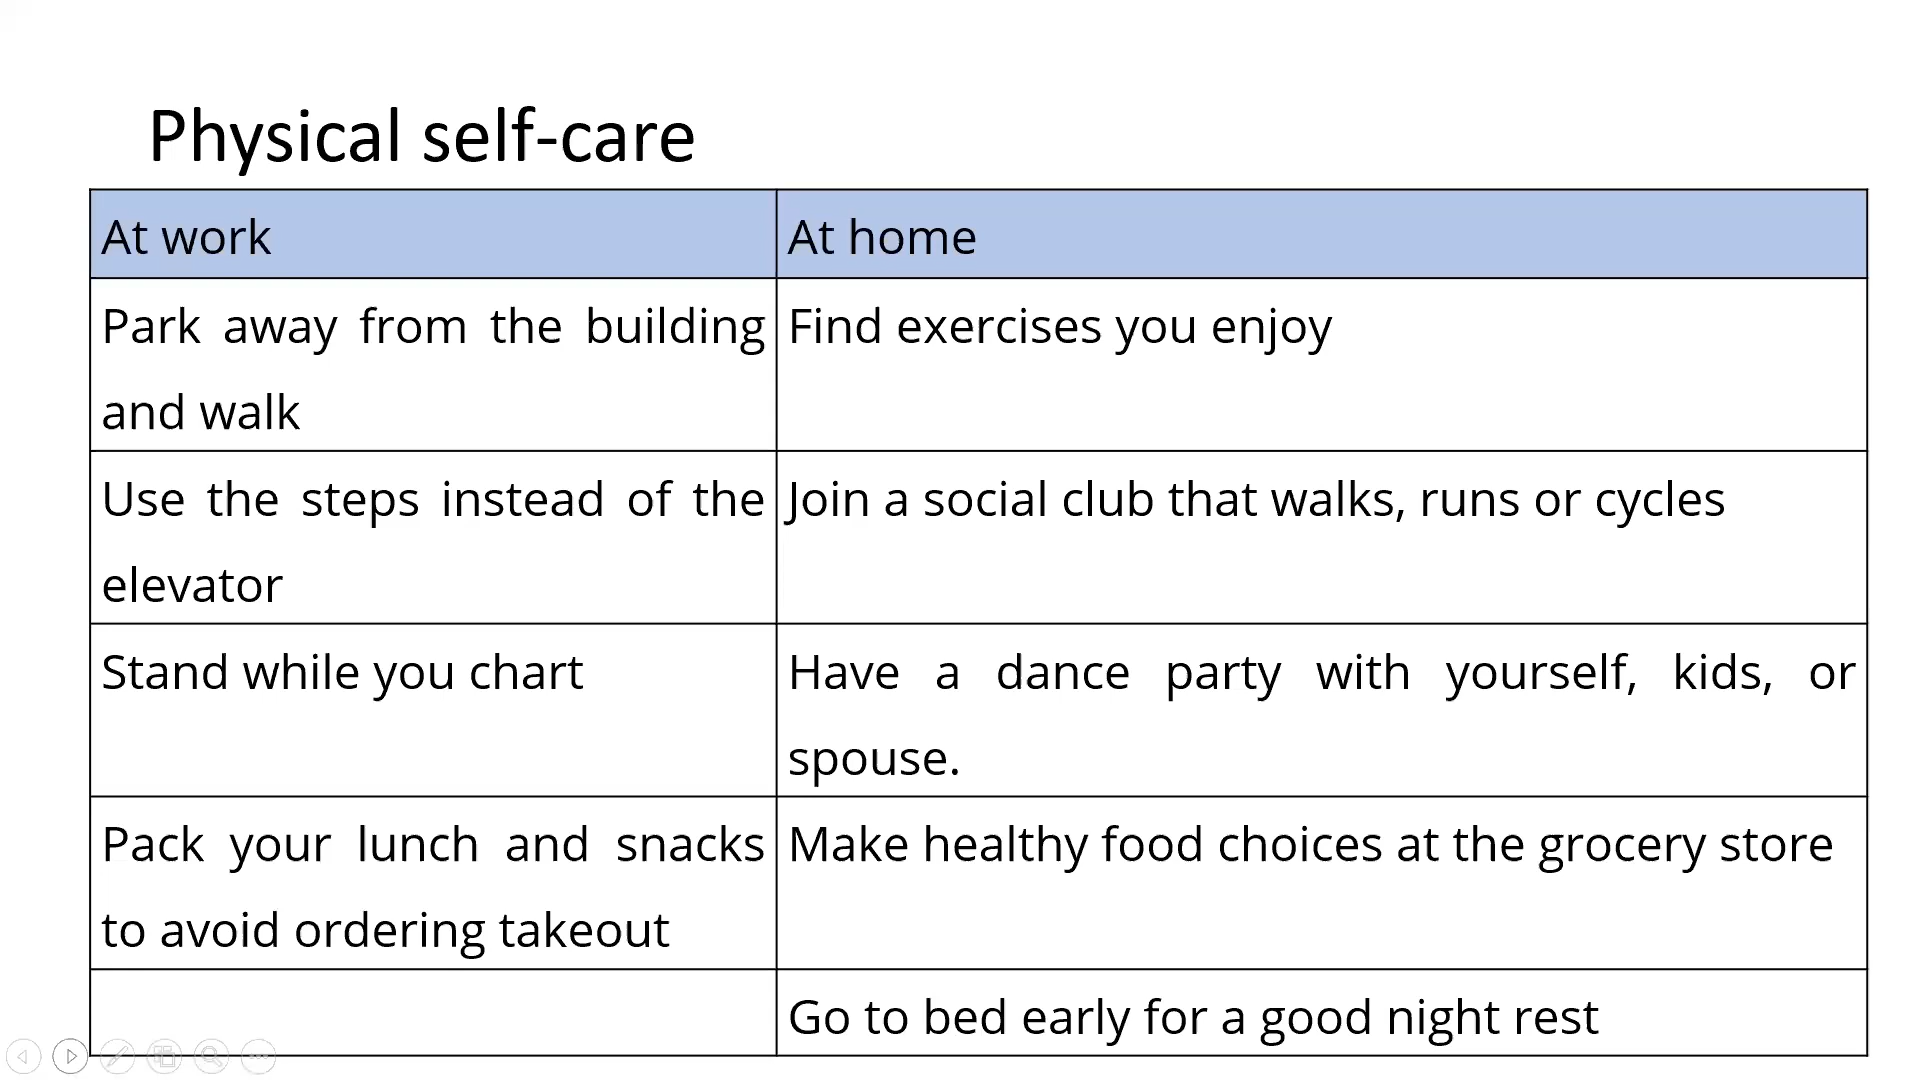 Physical self-care
At work
At home
Park away from the building
and walk
Find exercises you enjoy
Use the steps instead of the
elevator
Join a social club that walks, runs or cycles
Stand while you chart
Have a dance party with yourself, kids, or
spouse.
Pack your lunch and snacks
to avoid ordering takeout
Make healthy food choices at the grocery store
Go to bed early for a good night rest